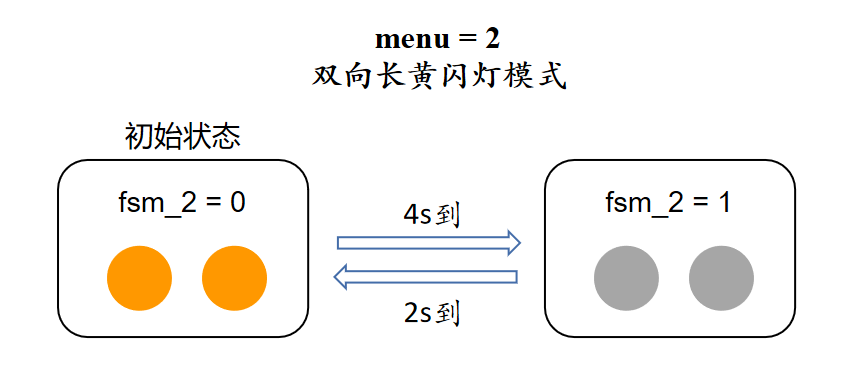 menu = 2
双向长黄闪灯模式
初始状态
fsm_2 = 0
4s到
2s到
fsm_2 = 1